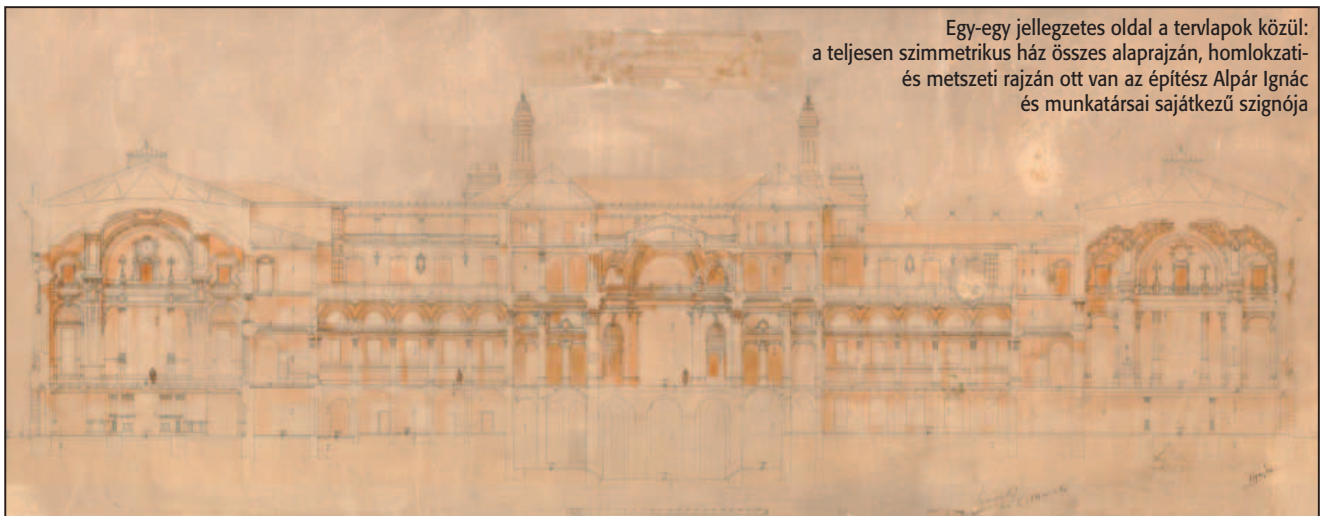 Egy-egy jellegzetes oldal a tervlapok közül:
a teljesen szimmetrikus ház összes alaprajzán, homlokzati-
és metszeti rajzán ott van az építész Alpár Ignác
és munkatársai sajátkezű szignója